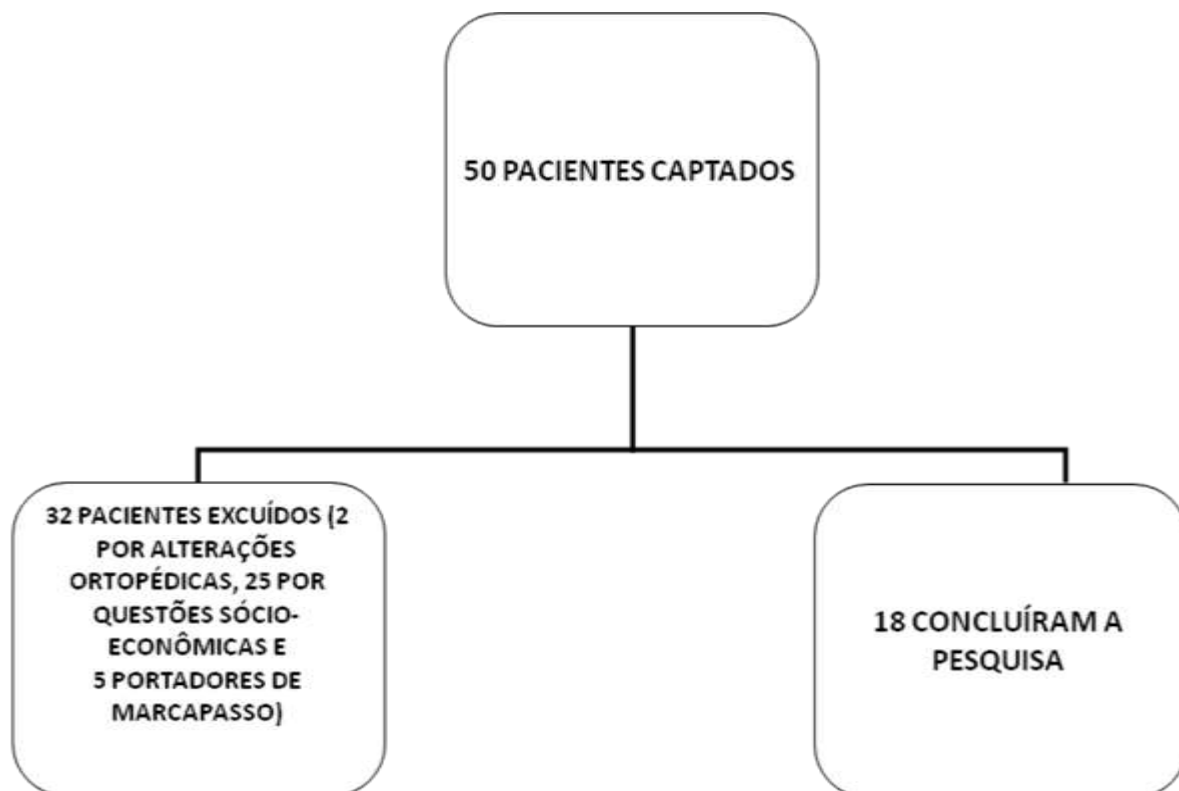 50 PACIENTES CAPTADOS
32 PACIENTES EXCUÍDOS (2
POR ALTERAÇÕES
ORTOPÉDICAS, 25 POR
QUESTÕES SÓCIO-
ECONÔMICAS E
5 PORTADORES DE
MARCAPASSO)
18 CONCLUÍRAM A
PESQUISA